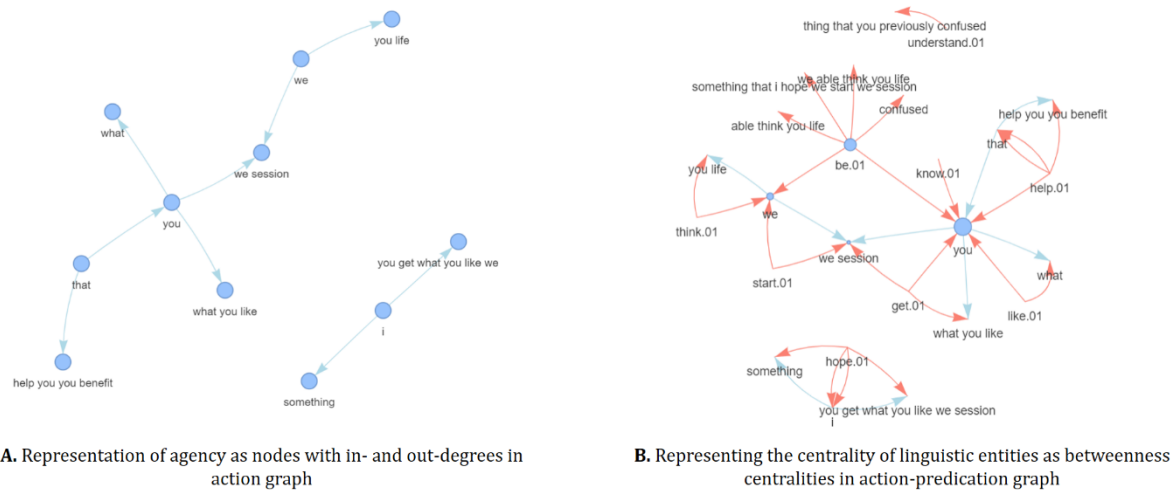 you life
we
what
we session
you
you get what you like we
that
what you like
i
help you you benefit
something
thing that you previously confused
understand.01
we able think you life
something that i hope we start we session
confused
able think you life
help you you benefit
that
be.01
know.01
you life
help.01
we
think.01
you
we session
what
start.01
get.01
like.01
what you like
hope.01
something
you get what you like we session
i
A. Representation of agency as nodes with in- and out-degrees in
action graph
B. Representing the centrality of linguistic entities as betweenness
centralities in action-predication graph